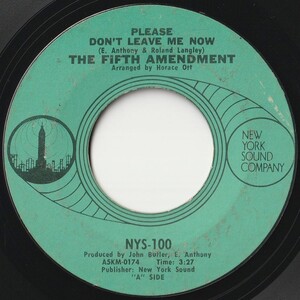 PLEASE
DON'T LEAVE ME NOW
(E. Anthony & Roland Langley)
THE FIFTH AMENDMENT
Arranged by Horace Ott
NEW
YORK
SOUND
COMPANY
NYS-100
Produced by John Butler, E. Anthony
ASKM-0174 Time: 3:27
Publisher: New York Sound
"A" SIDE